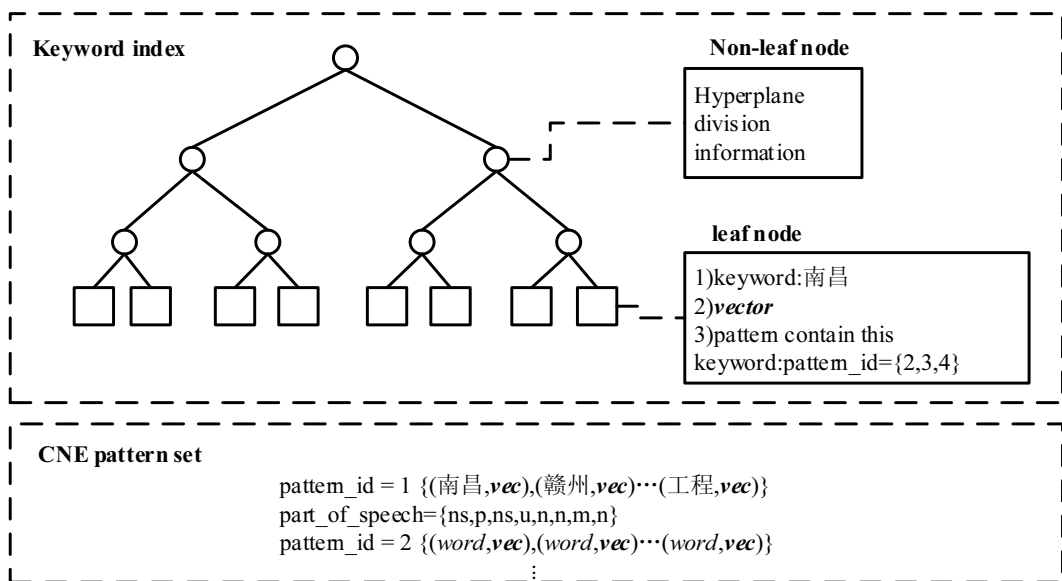 Keyword index
Non-leaf node
Hyperplane
division
information
leaf node
1)keyword:南昌
2)vector
3)pattern contain this
keyword:pattern_id={2,3,4}
CNE pattern set
pattern_id = 1 {(南昌,vec),(赣州,vec)···(工程,vec)}
part_of_speech={ns,p,ns,u,n,n,m,n}
pattern_id = 2 {(word,vec),(word,vec)···(word,vec)}
⋮